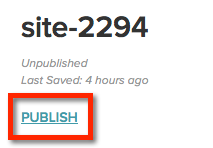 site-2294
Unpublished
Last Saved: 4 hours ago
PUBLISH